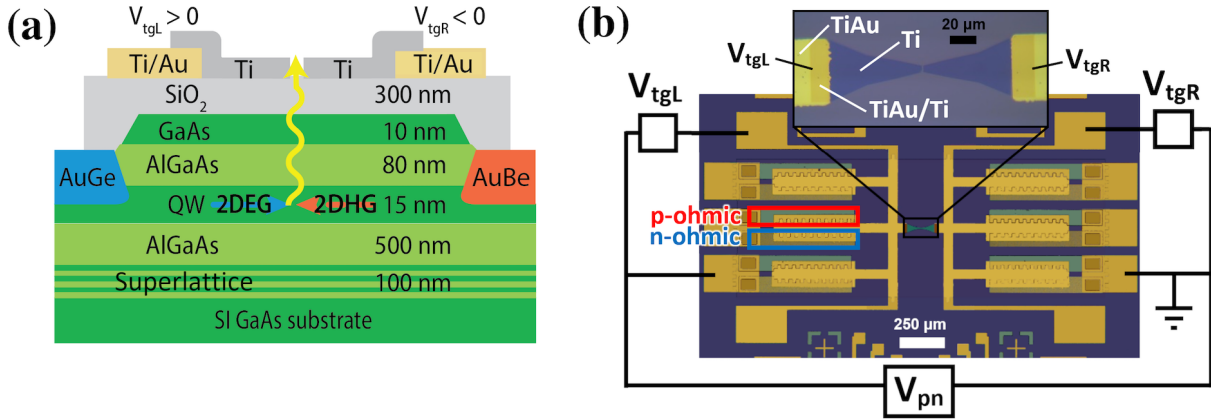 (a)
V_tgL > 0
V_tgR < 0
Ti/Au
Ti
Ti
Ti/Au
SiO₂
300 nm
GaAs
10 nm
AlGaAs
80 nm
AuGe
AuBe
QW
2DEG
2DHG
15 nm
AlGaAs
500 nm
Superlattice
100 nm
SI GaAs substrate
(b)
TiAu
Ti
20 µm
V_tgL
V_tgR
TiAu/Ti
V_tgL
V_tgR
p-ohmic
n-ohmic
250 µm
V_pn